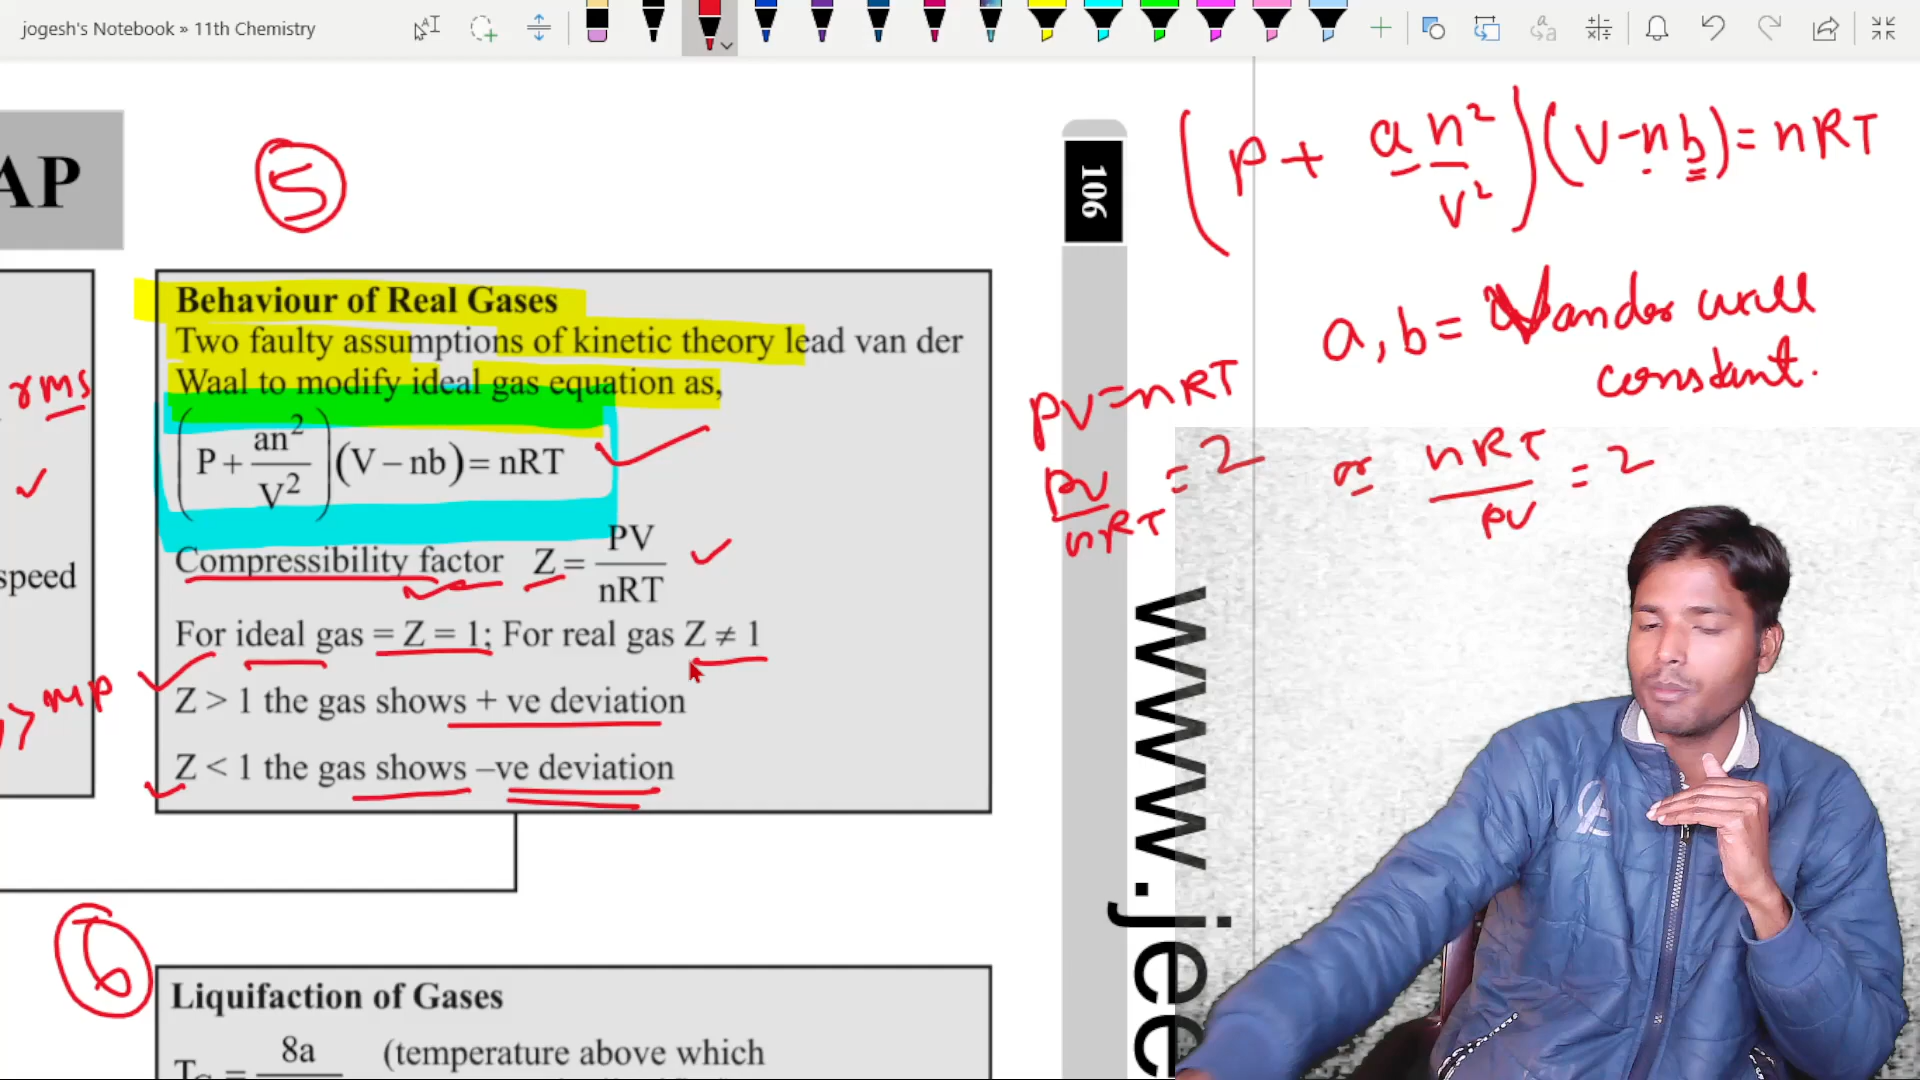 jogesh's Notebook » 11th Chemistry
AP
5
106
(P + an²/V²)(V-nb) = nRT
a, b = Vander wall
constant.
Behaviour of Real Gases
Two faulty assumptions of kinetic theory lead van der
Waal to modify ideal gas equation as,
(P + an²/V²)(V – nb) = nRT
Compressibility factor Z = PV/nRT
For ideal gas = Z = 1; For real gas Z ≠ 1
Z > 1 the gas shows + ve deviation
Z < 1 the gas shows –ve deviation
rms
speed
> mp
PV = nRT
PV/nRT = Z or nRT/PV = Z
www.jee
6
Liquifaction of Gases
8a (temperature above which